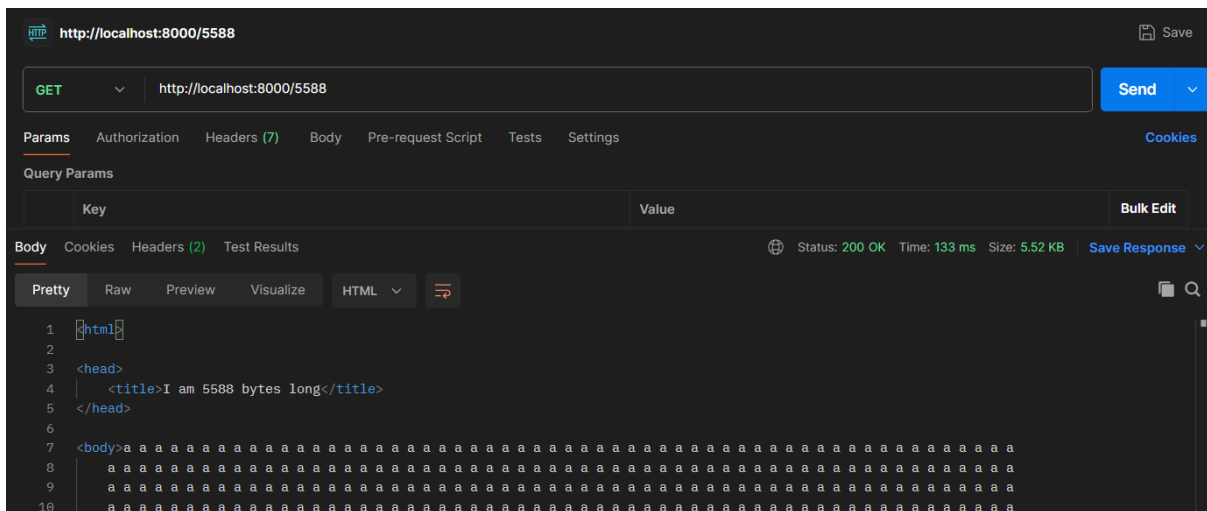 HTTP http://localhost:8000/5588 Save
GET http://localhost:8000/5588 Send
Params Authorization Headers (7) Body Pre-request Script Tests Settings Cookies
Query Params
Key Value Bulk Edit
Body Cookies Headers (2) Test Results Status: 200 OK Time: 133 ms Size: 5.52 KB Save Response
Pretty Raw Preview Visualize HTML
1 <html>
2
3 <head>
4 <title>I am 5588 bytes long</title>
5 </head>
6
7 <body>a a a a a a a a a a a a a a a a a a a a a a a a a a a a a a a a a a a a a a a a a a a a a a a a a a a a a a a a a
8 a a a a a a a a a a a a a a a a a a a a a a a a a a a a a a a a a a a a a a a a a a a a a a a a a a a a a a a a a a
9 a a a a a a a a a a a a a a a a a a a a a a a a a a a a a a a a a a a a a a a a a a a a a a a a a a a a a a a a a a
10 a a a a a a a a a a a a a a a a a a a a a a a a a a a a a a a a a a a a a a a a a a a a a a a a a a a a a a a a a a